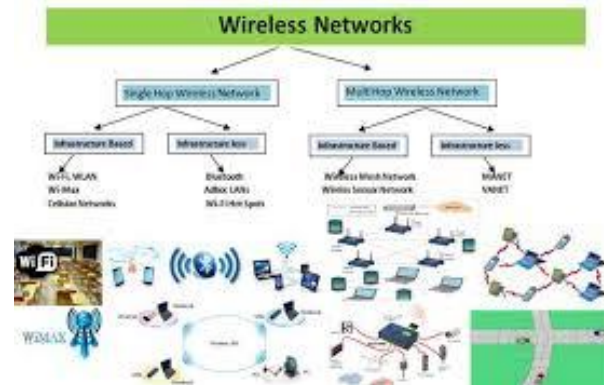 Wireless Networks
Single Hop Wireless Network
Multi Hop Wireless Network
Infrastructure Based
Infrastructure less
Infrastructure Based
Infrastructure less
Wi-Fi, WLAN
Wi-Max
Cellular Networks
Bluetooth
Adhoc LANs
Wi-Fi Hot Spots
Wireless Mesh Network
Wireless Sensor Network
MANET
VANET
WiFi
WiMAX